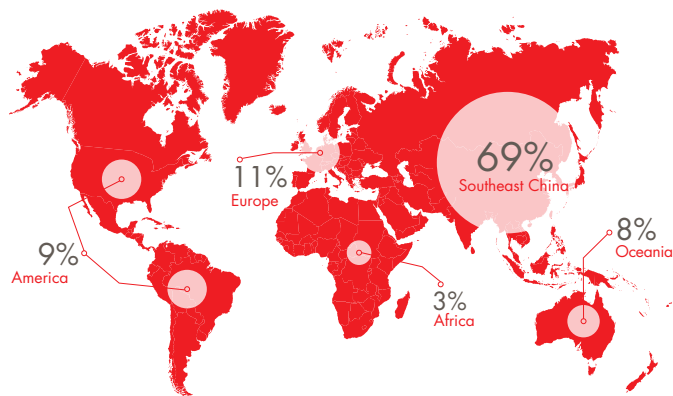 69%
Southeast China
11%
Europe
8%
Oceania
9%
America
3%
Africa